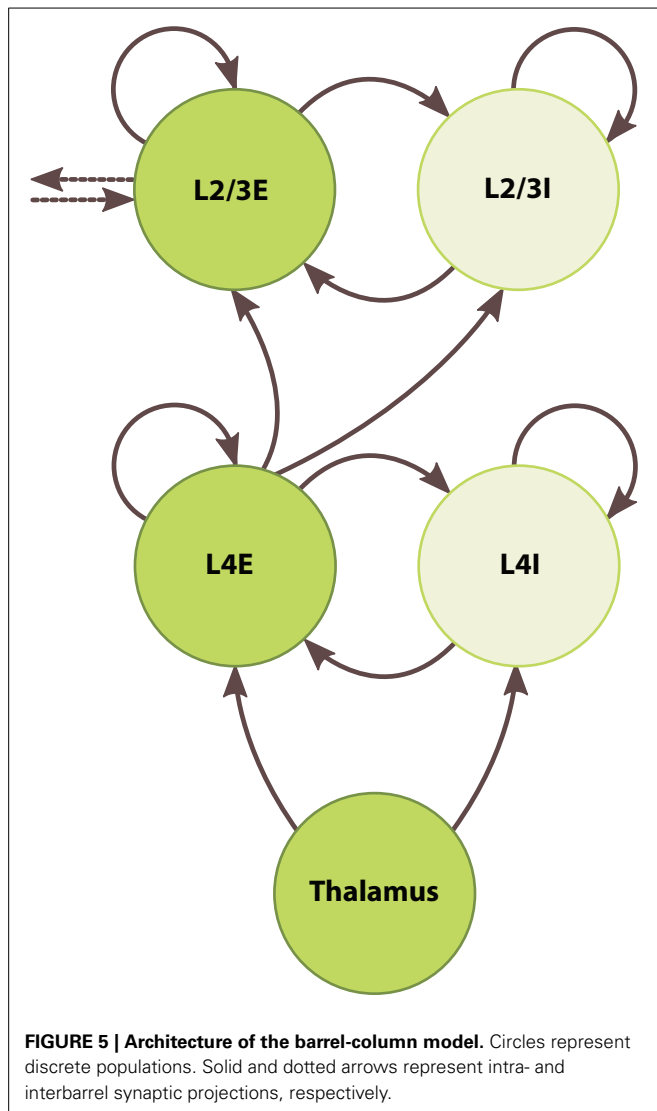 L2/3E
L2/3I
L4E
L4I
Thalamus
FIGURE 5 | Architecture of the barrel-column model. Circles represent
discrete populations. Solid and dotted arrows represent intra- and
interbarrel synaptic projections, respectively.